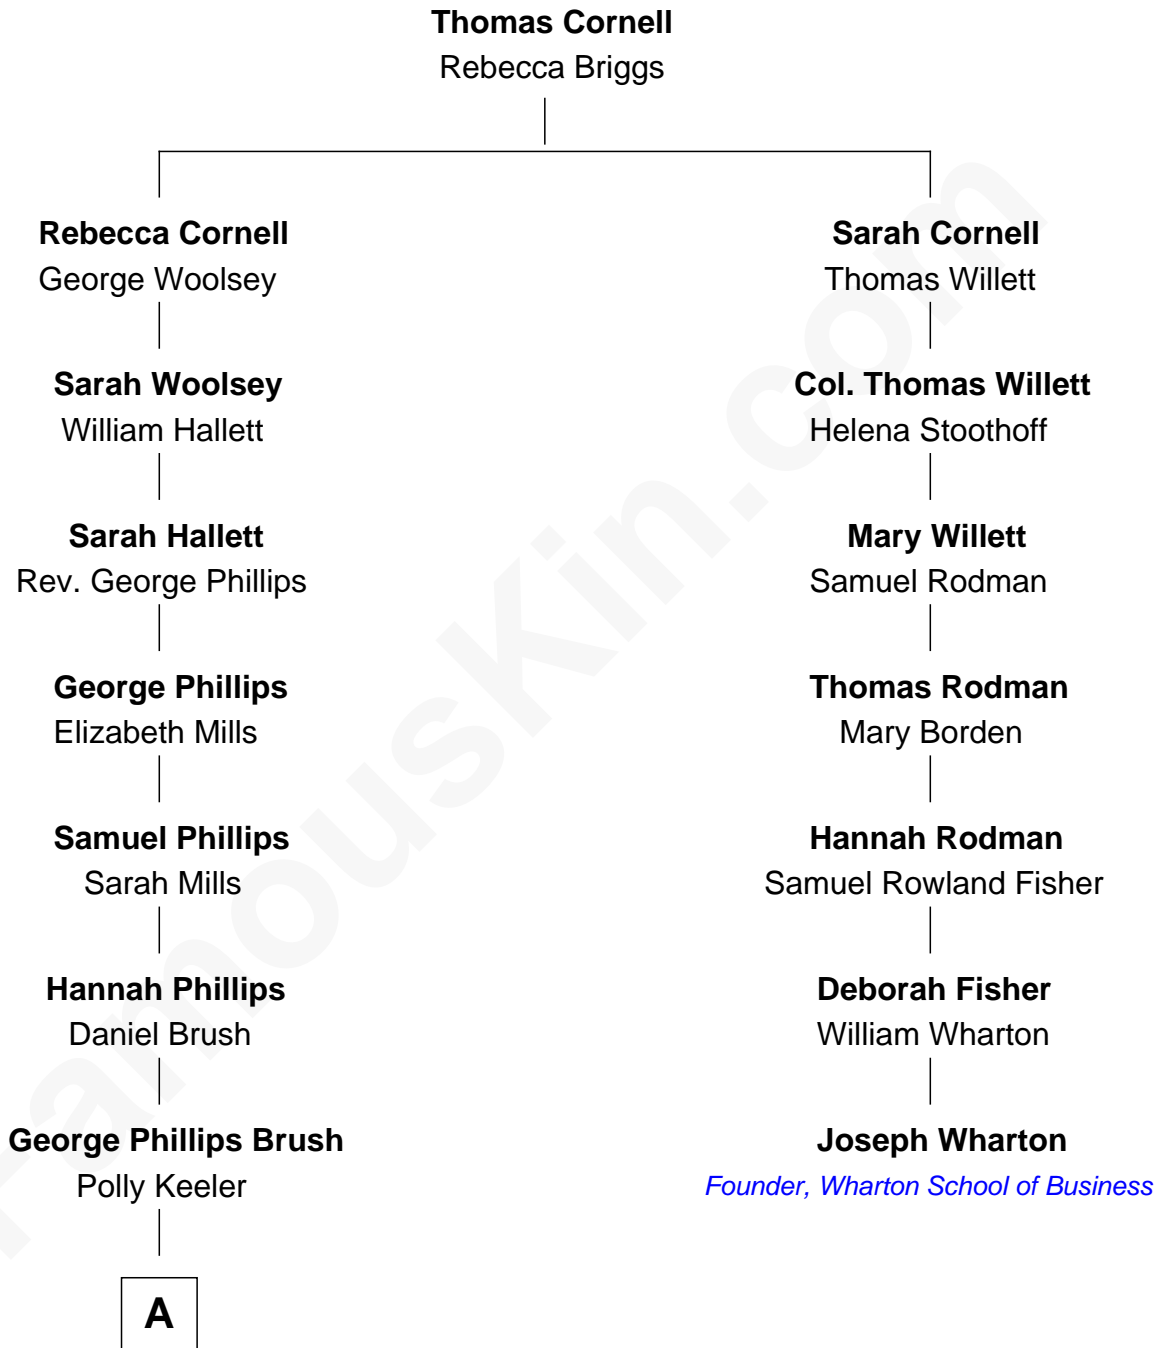 Thomas Cornell
Rebecca Briggs
Rebecca Cornell
George Woolsey
Sarah Woolsey
William Hallett
Sarah Hallett
Rev. George Phillips
George Phillips
Elizabeth Mills
Samuel Phillips
Sarah Mills
Hannah Phillips
Daniel Brush
George Phillips Brush
Polly Keeler
A
Sarah Cornell
Thomas Willett
Col. Thomas Willett
Helena Stoothoff
Mary Willett
Samuel Rodman
Thomas Rodman
Mary Borden
Hannah Rodman
Samuel Rowland Fisher
Deborah Fisher
William Wharton
Joseph Wharton
Founder, Wharton School of Business
FamousKin.com